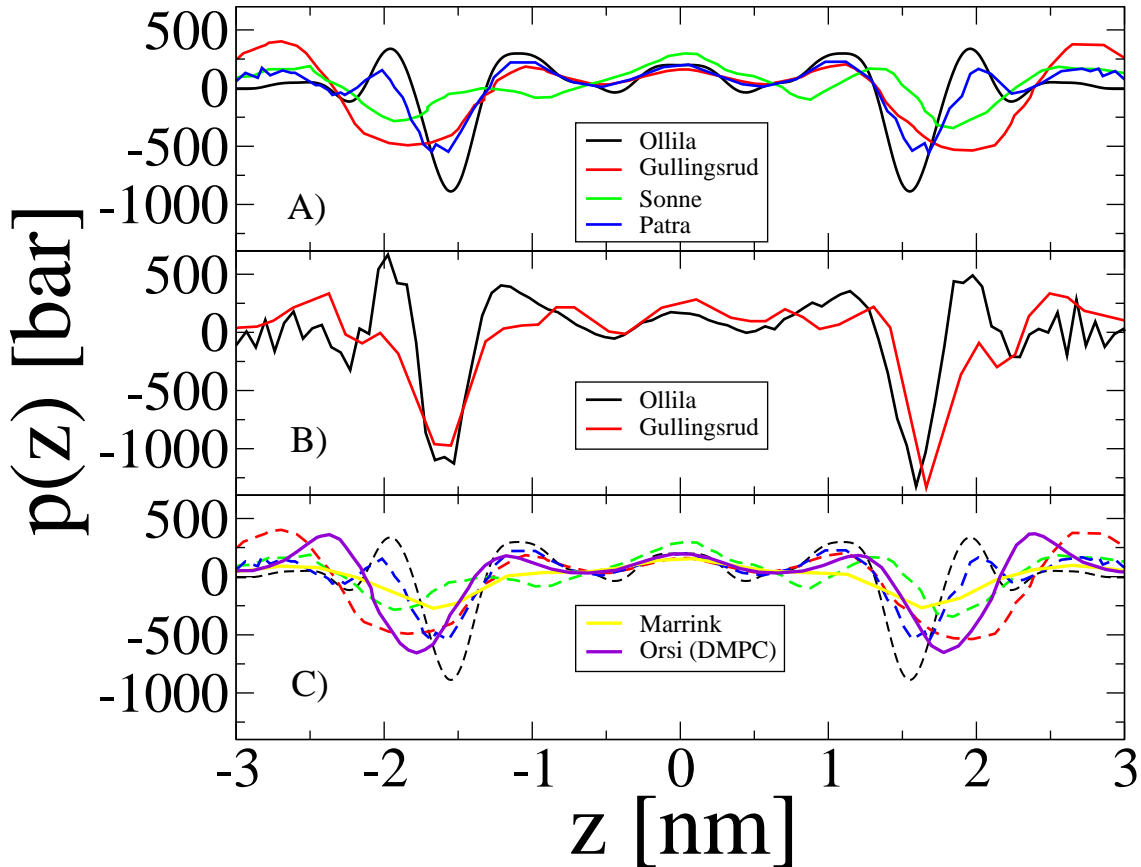 500
0
-500
-1000
A)
Ollila
Gullingsrud
Sonne
Patra
p(z) [bar]
500
0
-500
-1000
B)
Ollila
Gullingsrud
500
0
-500
-1000
C)
Marrink
Orsi (DMPC)
-3 -2 -1 0 1 2 3
z [nm]